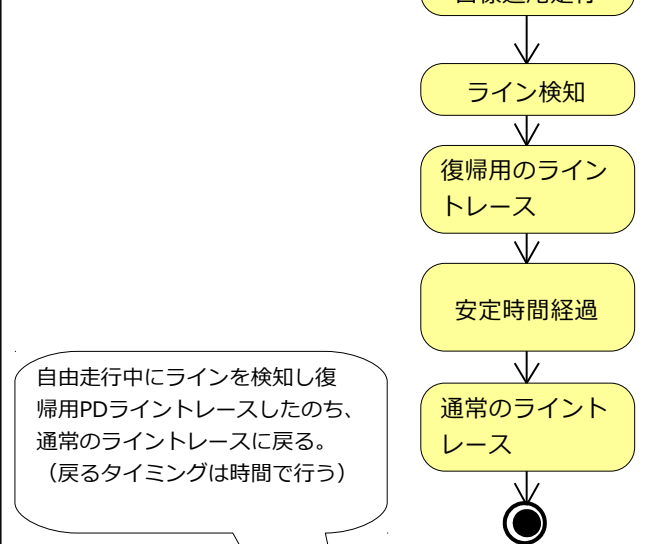 ライン検知
復帰用のライン
トレース
安定時間経過
自由走行中にラインを検知し復
帰用PDライントレースしたのち、
通常のライントレースに戻る。
（戻るタイミングは時間で行う）
通常のライント
レース